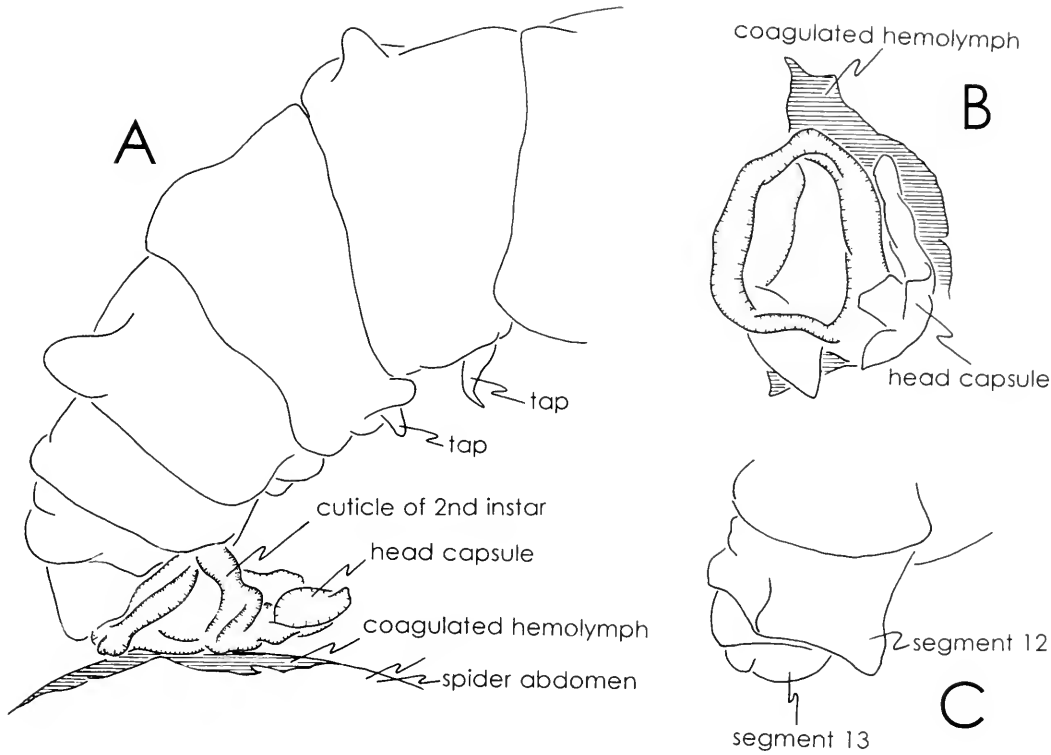 A
tap
tap
cuticle of 2nd instar
head capsule
coagulated hemolymph
spider abdomen
coagulated hemolymph
B
head capsule
segment 12
C
segment 13